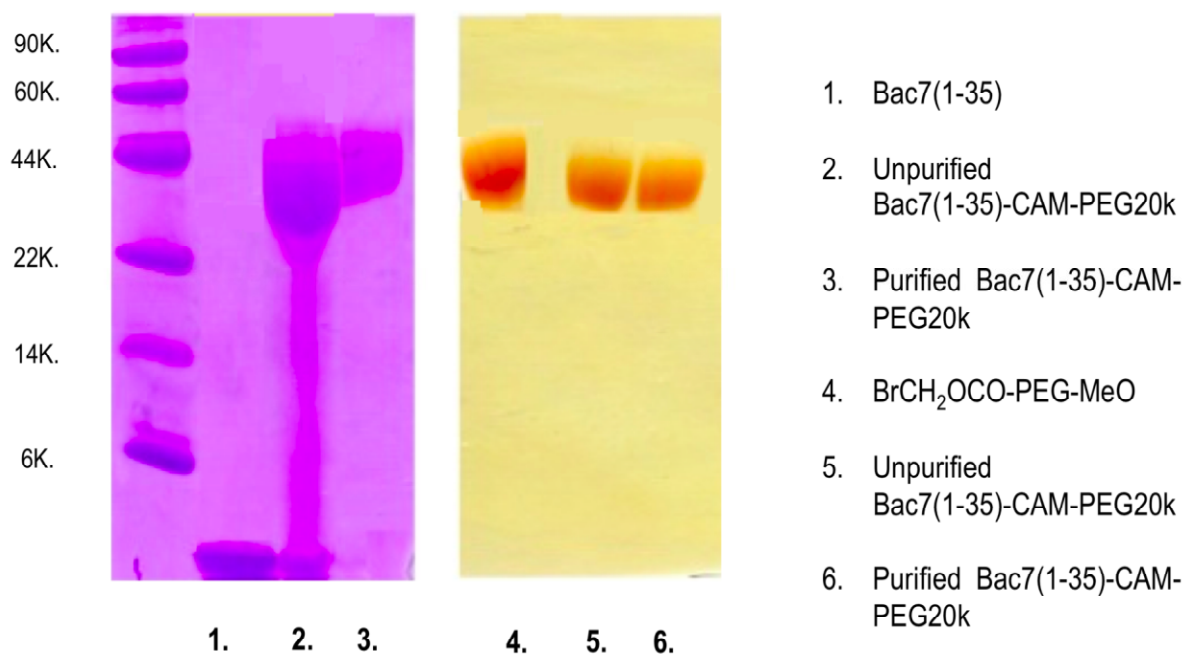 90K.
60K.
44K.
22K.
14K.
6K.
1. 2. 3.
4. 5. 6.
1. Bac7(1-35)
2. Unpurified
Bac7(1-35)-CAM-PEG20k
3. Purified Bac7(1-35)-CAM-
PEG20k
4. BrCH₂OCO-PEG-MeO
5. Unpurified
Bac7(1-35)-CAM-PEG20k
6. Purified Bac7(1-35)-CAM-
PEG20k